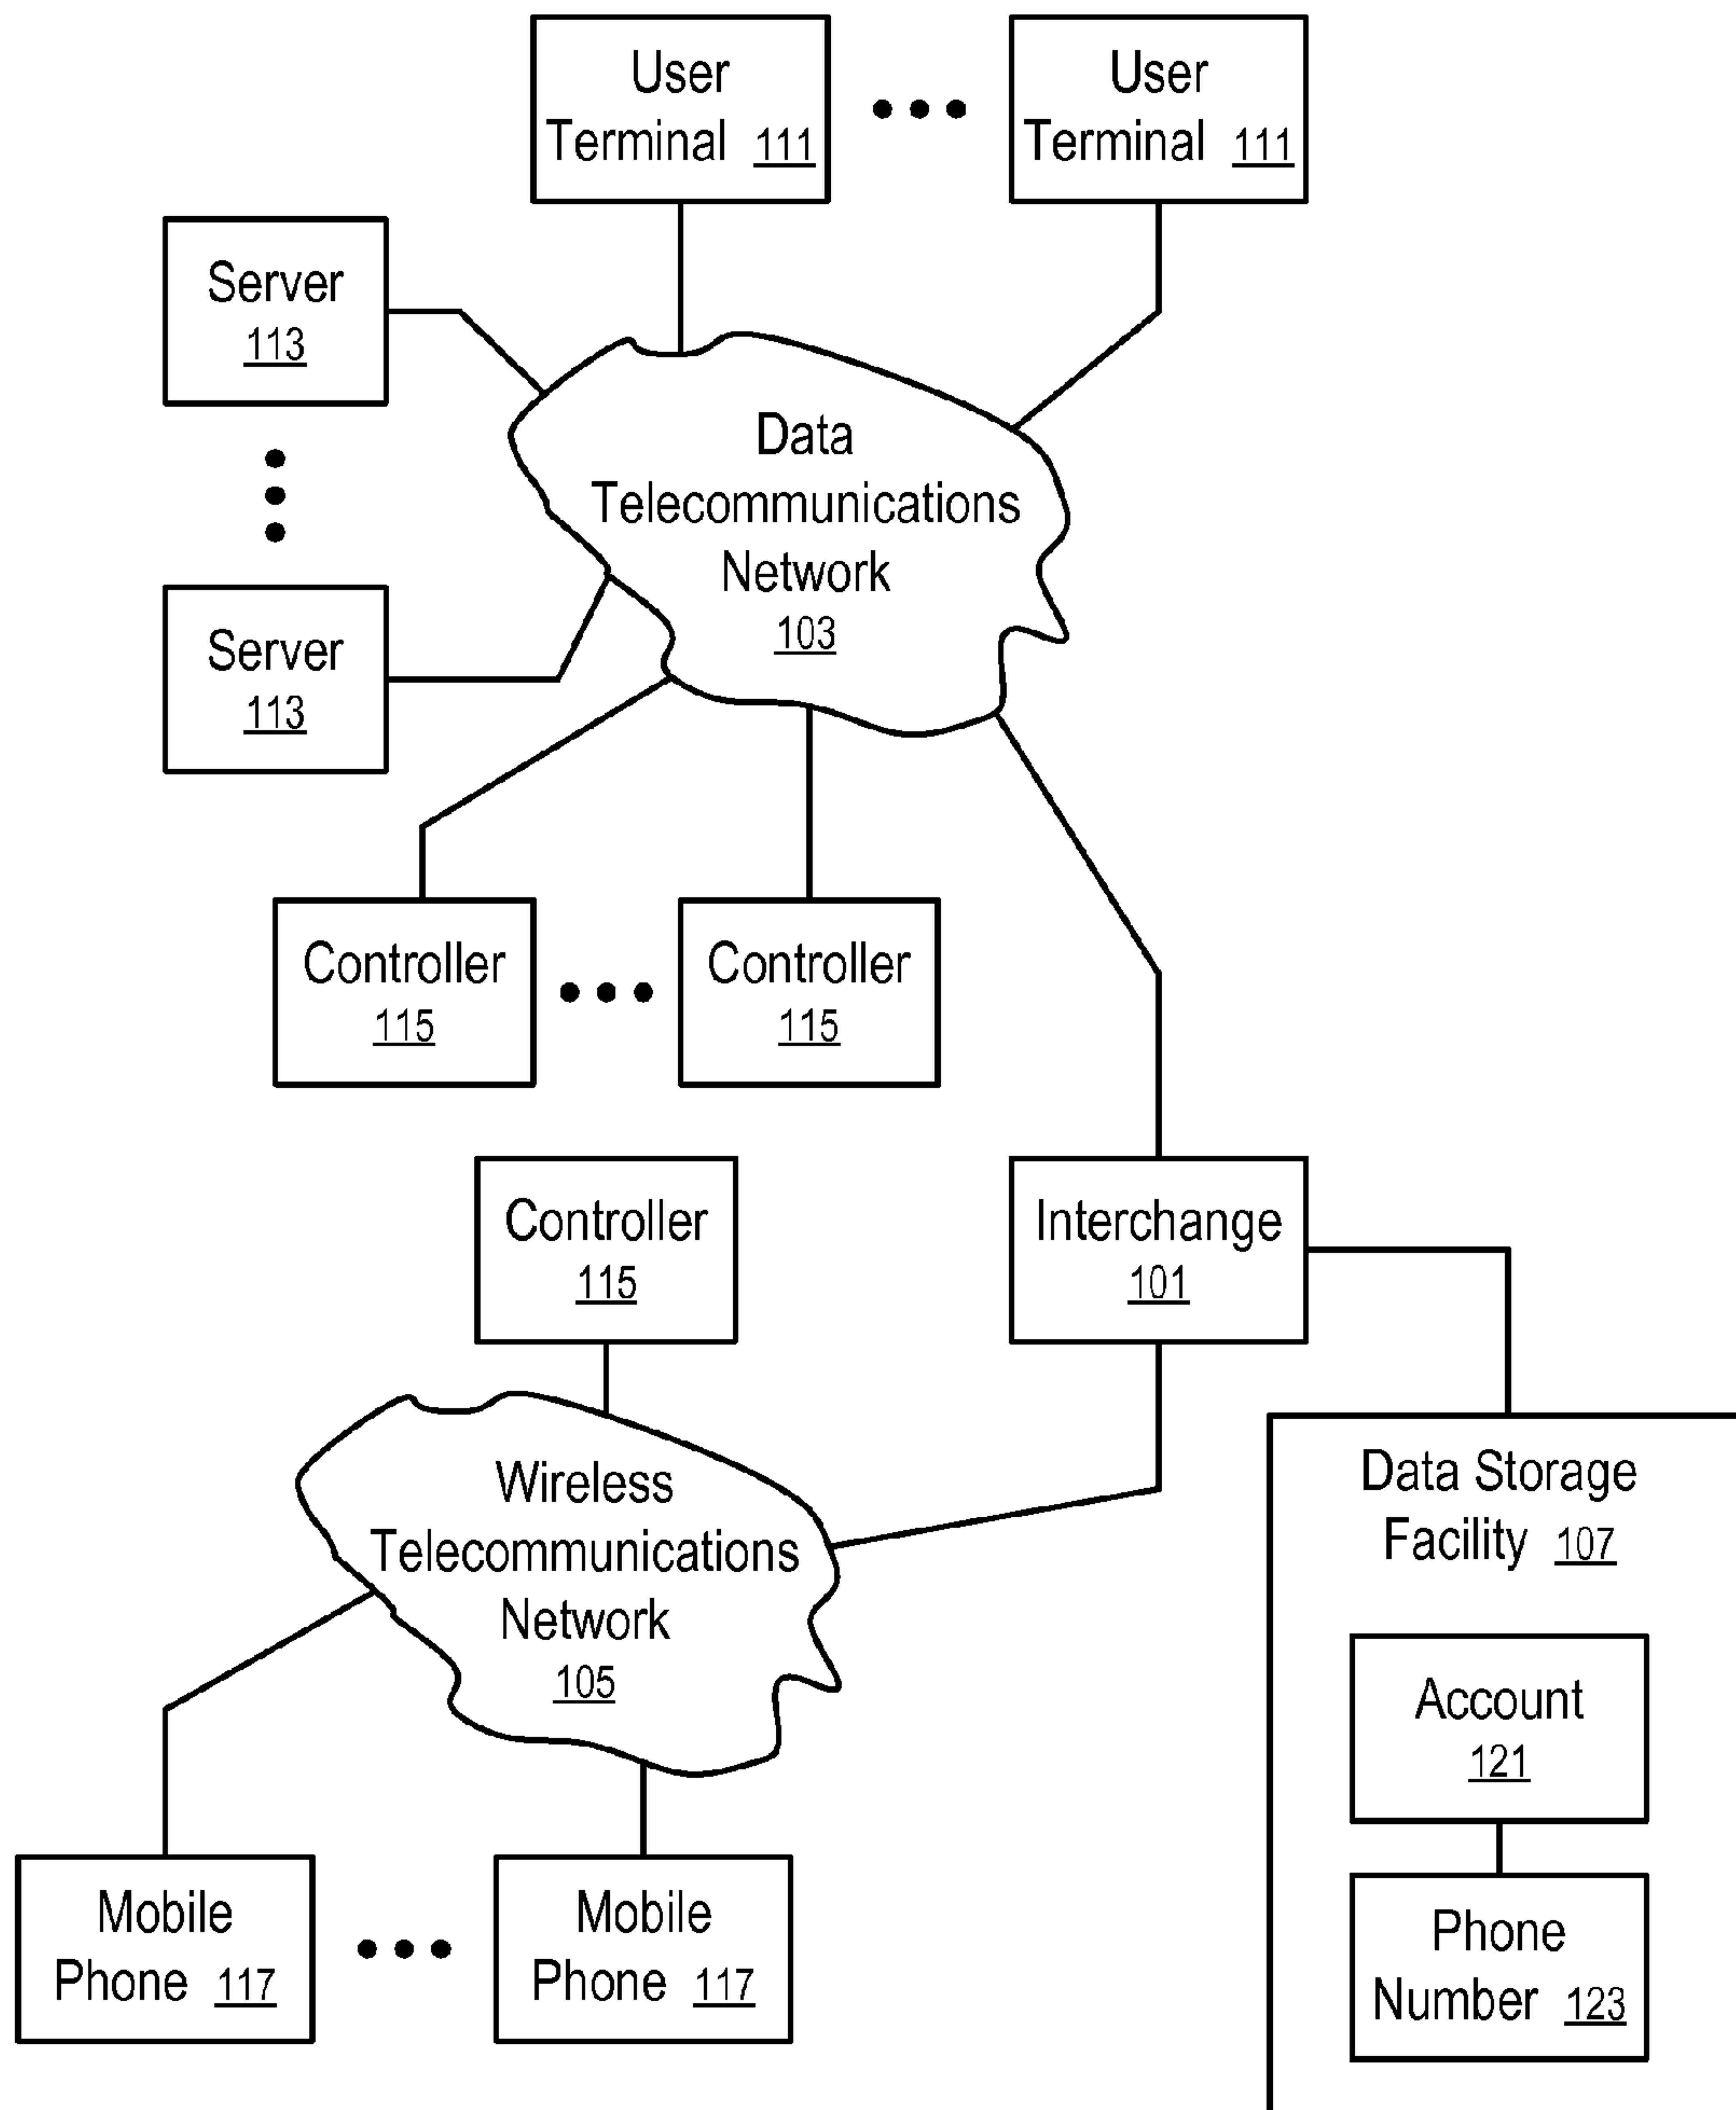 User
Terminal 111
User
Terminal 111
Server
113
Data
Telecommunications
Network
103
Server
113
Controller
115
Controller
115
Controller
115
Interchange
101
Wireless
Telecommunications
Network
105
Data Storage
Facility 107
Account
121
Mobile
Phone 117
Mobile
Phone 117
Phone
Number 123